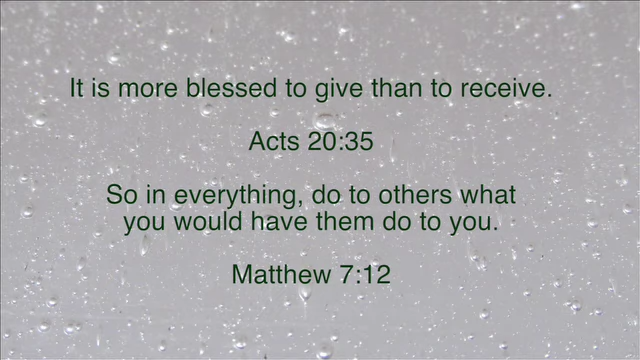 It is more blessed to give than to receive.
Acts 20:35
So in everything, do to others what
you would have them do to you.
Matthew 7:12